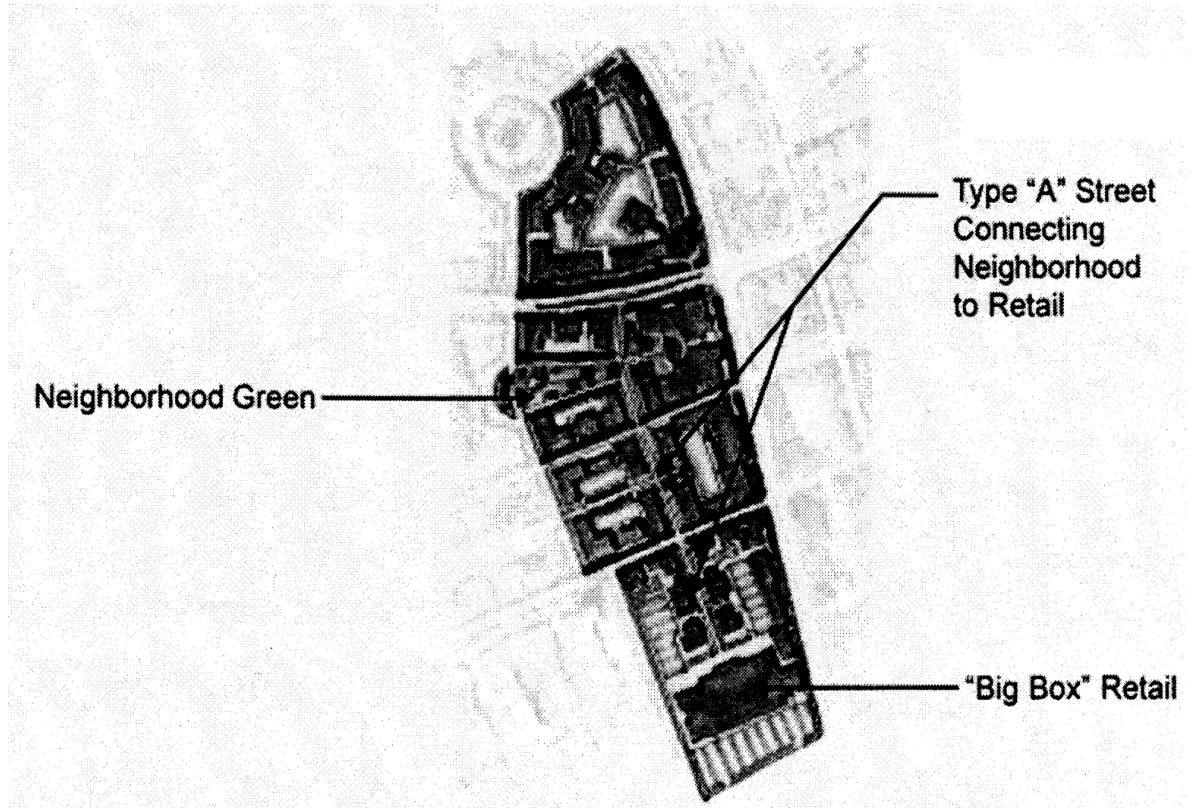 Type “A” Street
Connecting
Neighborhood
to Retail
Neighborhood Green
“Big Box” Retail